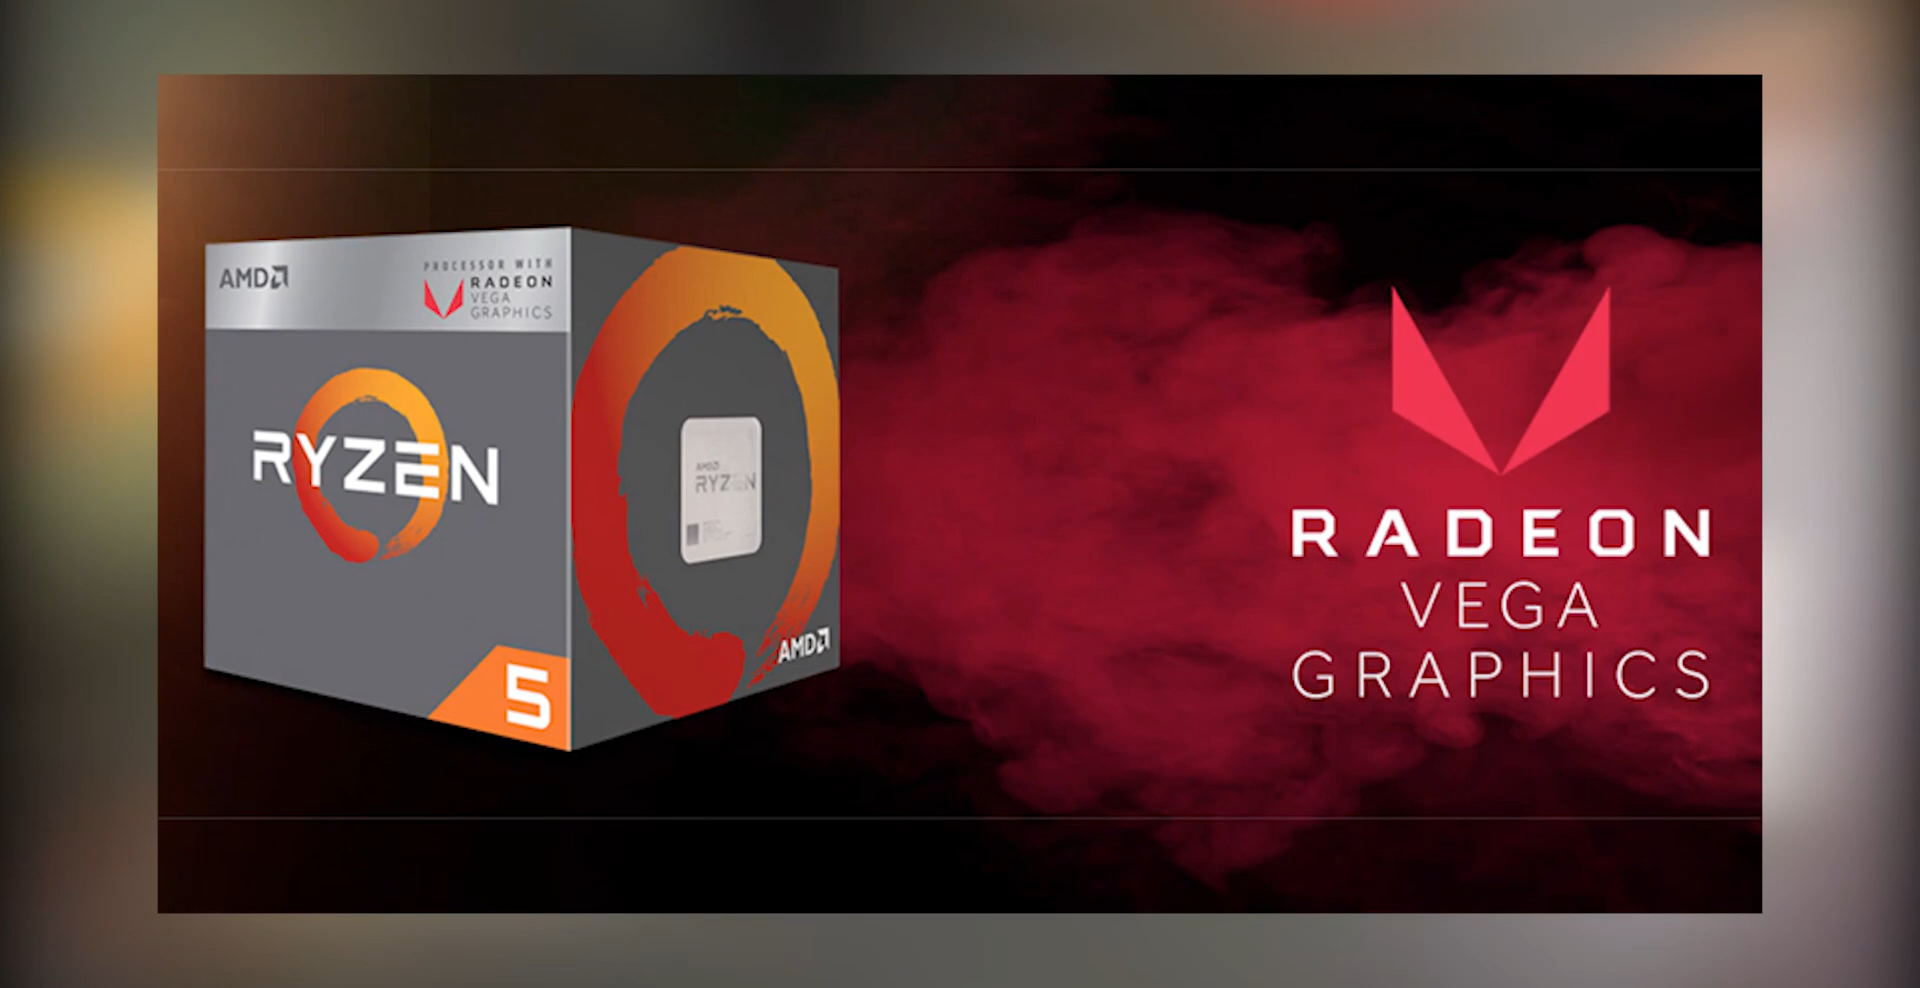 AMD
PROCESSOR WITH
RADEON
VEGA
GRAPHICS
RYZEN
5
AMD
RYZEN
AMD
RADEON
VEGA
GRAPHICS